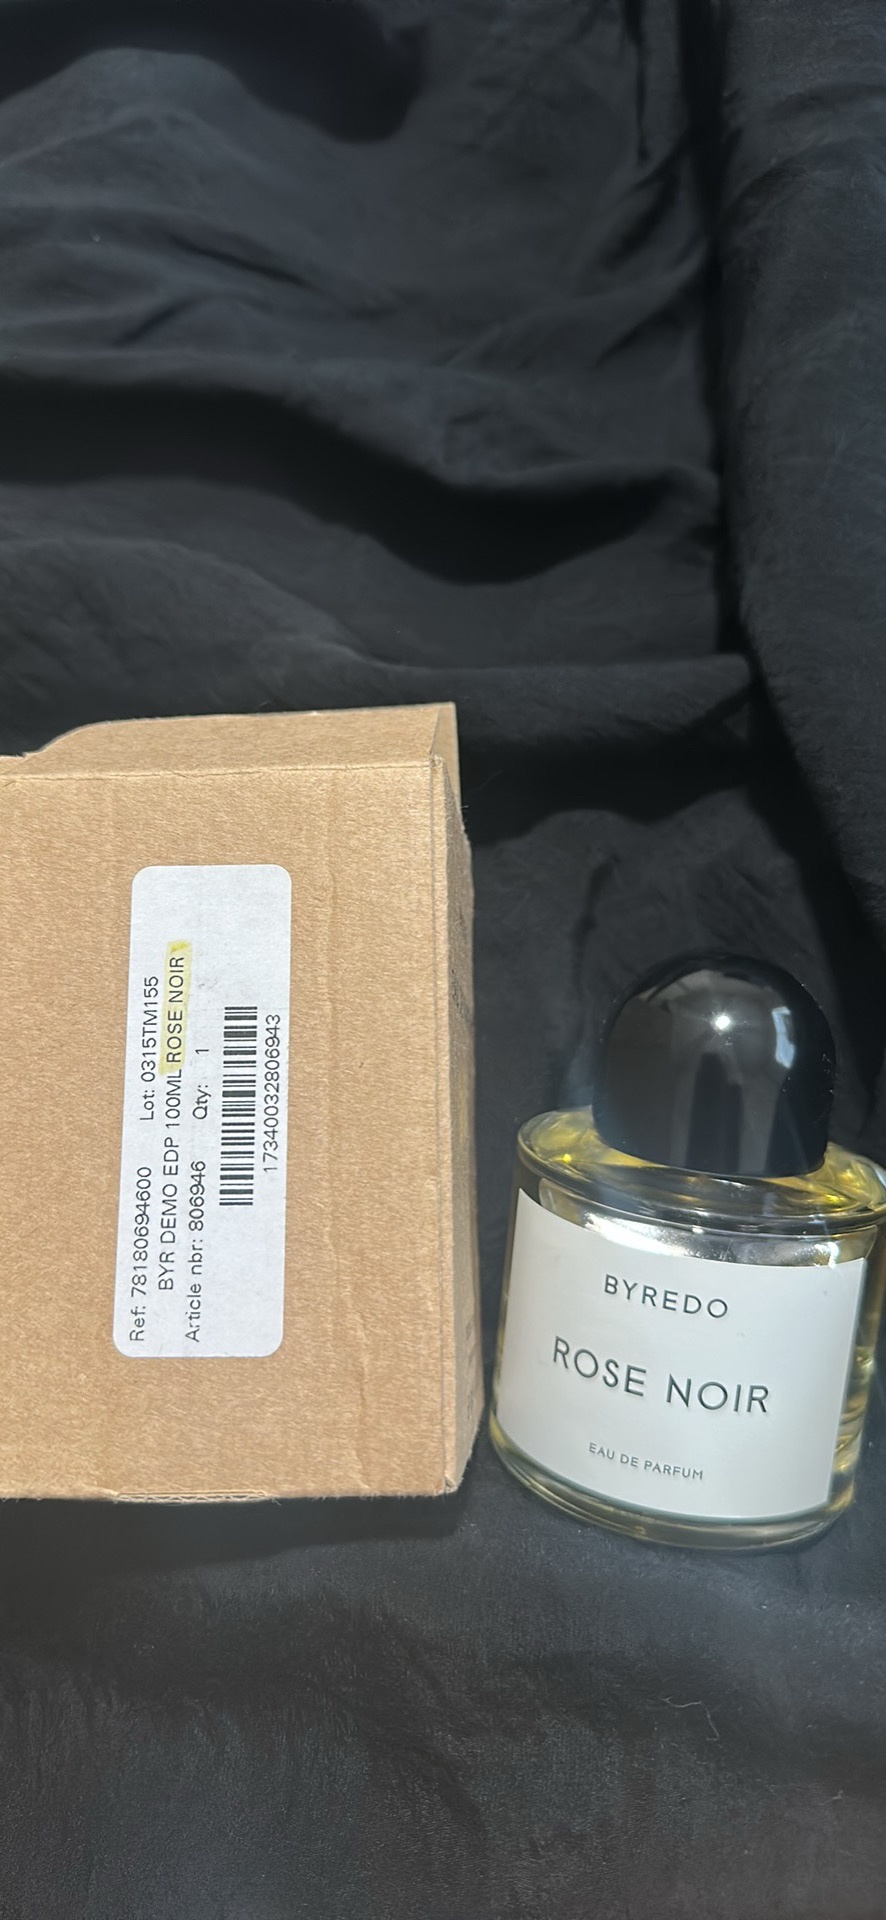 Ref: 78180694600 Lot: 0315TM155
BYR DEMO EDP 100ML ROSE NOIR
Article nbr: 806946 Qty: 1
17340032806943
BYREDO
ROSE NOIR
EAU DE PARFUM